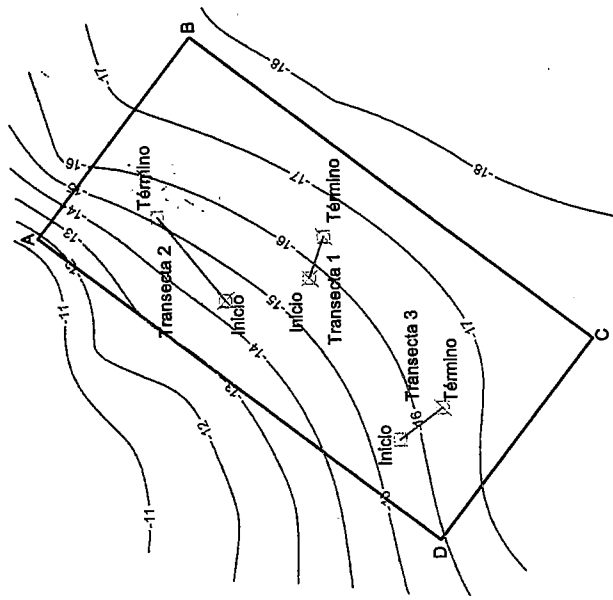 A
B
C
D
-11
-11
-12
-12
-13
-13
-14
-14
-15
-15
-16
-16
-16
-17
-17
-17
-18
-18
Transecta 2
Término
Inicio
Inicio
Transecta 1
Término
Transecta 3
Inicio
Término